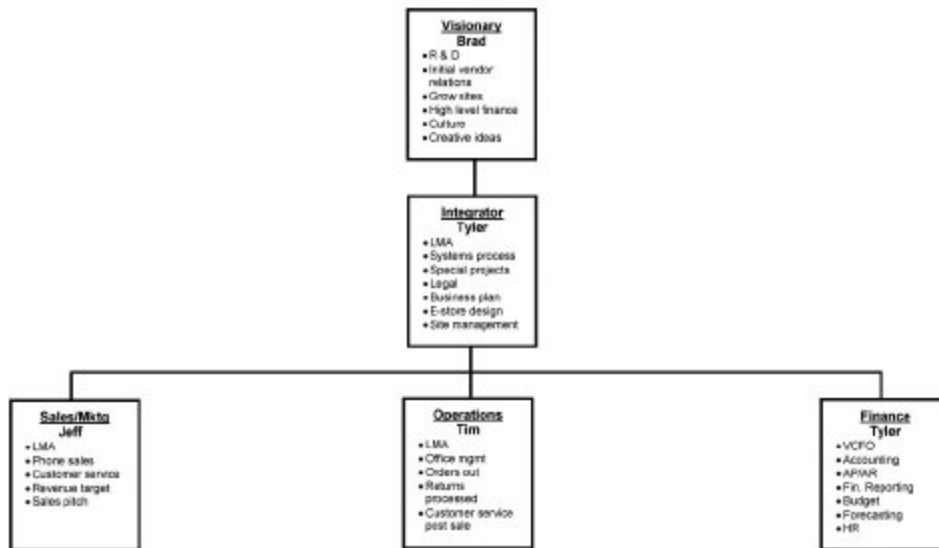 Visionary
Brad
• R & D
• Initial vendor
relations
• Grow sites
• High level finance
• Culture
• Creative ideas
Integrator
Tyler
• LMA
• Systems process
• Special projects
• Legal
• Business plan
• E-store design
• Site management
Sales/Mktg
Jeff
• LMA
• Phone sales
• Customer service
• Revenue target
• Sales pitch
Operations
Tim
• LMA
• Office mgmt
• Orders out
• Returns
processed
• Customer service
post sale
Finance
Tyler
• VCFO
• Accounting
• AP/AR
• Fin. Reporting
• Budget
• Forecasting
• HR